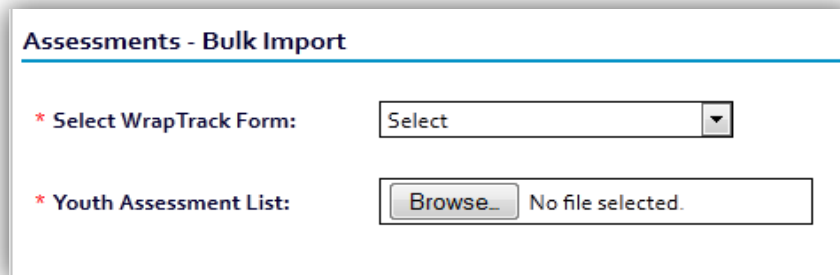 Assessments - Bulk Import
* Select WrapTrack Form: Select
* Youth Assessment List: Browse… No file selected.